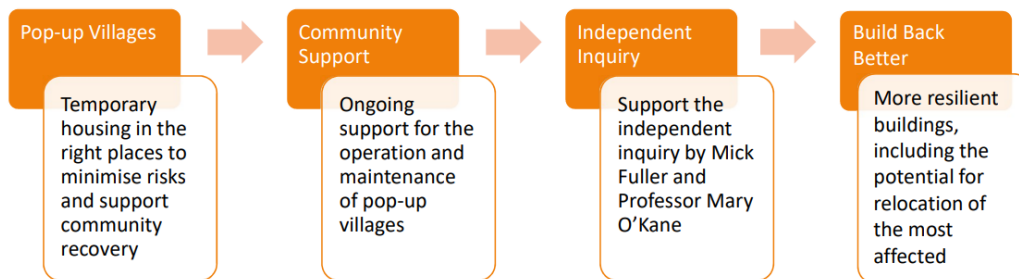 Pop-up Villages
Temporary
housing in the
right places to
minimise risks
and support
community
recovery
Community
Support
Ongoing
support for the
operation and
maintenance
of pop-up
villages
Independent
Inquiry
Support the
independent
inquiry by Mick
Fuller and
Professor Mary
O’Kane
Build Back
Better
More resilient
buildings,
including the
potential for
relocation of
the most
affected